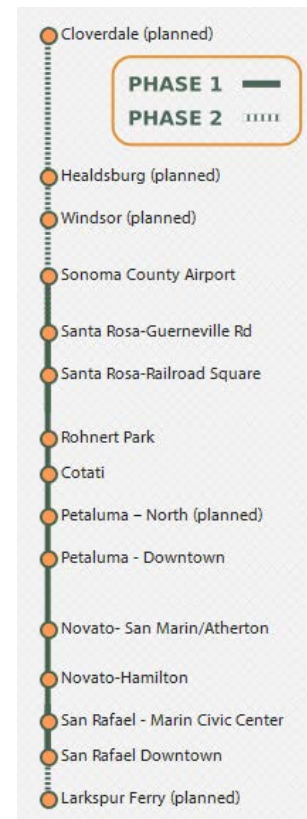 Cloverdale (planned)
PHASE 1
PHASE 2
Healdsburg (planned)
Windsor (planned)
Sonoma County Airport
Santa Rosa-Guerneville Rd
Santa Rosa-Railroad Square
Rohnert Park
Cotati
Petaluma – North (planned)
Petaluma - Downtown
Novato- San Marin/Atherton
Novato-Hamilton
San Rafael - Marin Civic Center
San Rafael Downtown
Larkspur Ferry (planned)